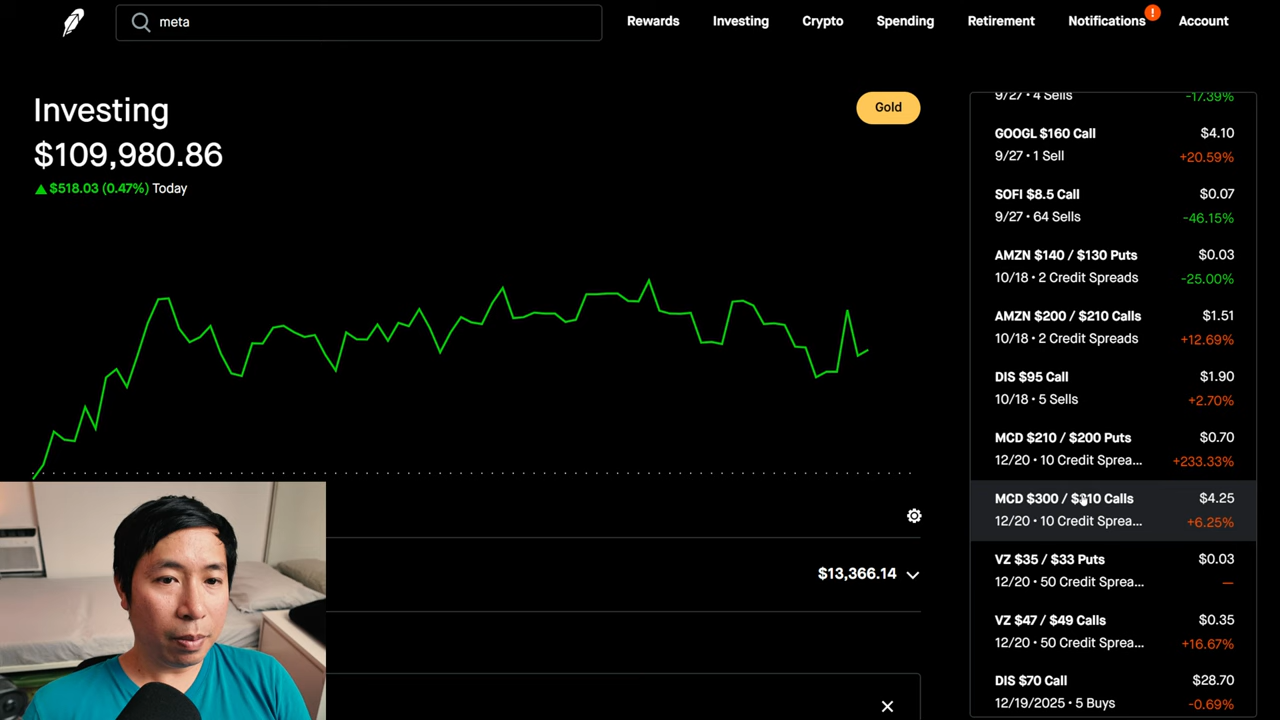 meta
Rewards
Investing
Crypto
Spending
Retirement
Notifications
!
Account
Investing
$109,980.86
$518.03 (0.47%) Today
Gold
$13,366.14
9/27 • 4 Sells
-17.39%
GOOGL $160 Call
$4.10
9/27 • 1 Sell
+20.59%
SOFI $8.5 Call
$0.07
9/27 • 64 Sells
-46.15%
AMZN $140 / $130 Puts
$0.03
10/18 • 2 Credit Spreads
-25.00%
AMZN $200 / $210 Calls
$1.51
10/18 • 2 Credit Spreads
+12.69%
DIS $95 Call
$1.90
10/18 • 5 Sells
+2.70%
MCD $210 / $200 Puts
$0.70
12/20 • 10 Credit Sprea...
+233.33%
MCD $300 / $310 Calls
$4.25
12/20 • 10 Credit Sprea...
+6.25%
VZ $35 / $33 Puts
$0.03
12/20 • 50 Credit Sprea...
—
VZ $47 / $49 Calls
$0.35
12/20 • 50 Credit Sprea...
+16.67%
DIS $70 Call
$28.70
12/19/2025 • 5 Buys
-0.69%